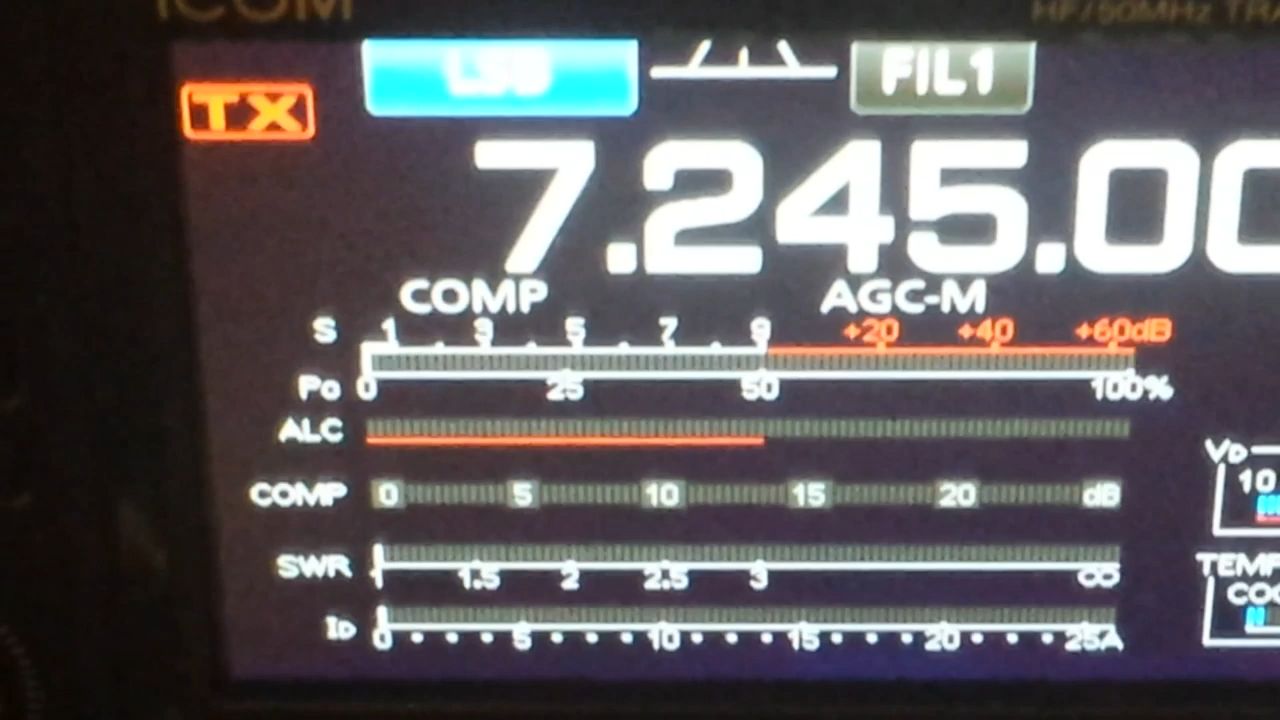 ICOM HF/50MHz TRA
LSB FIL1
TX
7.245.00
COMP AGC-M
S 1 3 5 7 9 +20 +40 +60dB
Po 0 25 50 100%
ALC
VD
COMP 0 5 10 15 20 dB
10
SWR 1 1.5 2 2.5 3 ∞
TEMP
CO
ID 0 5 10 15 20 25A